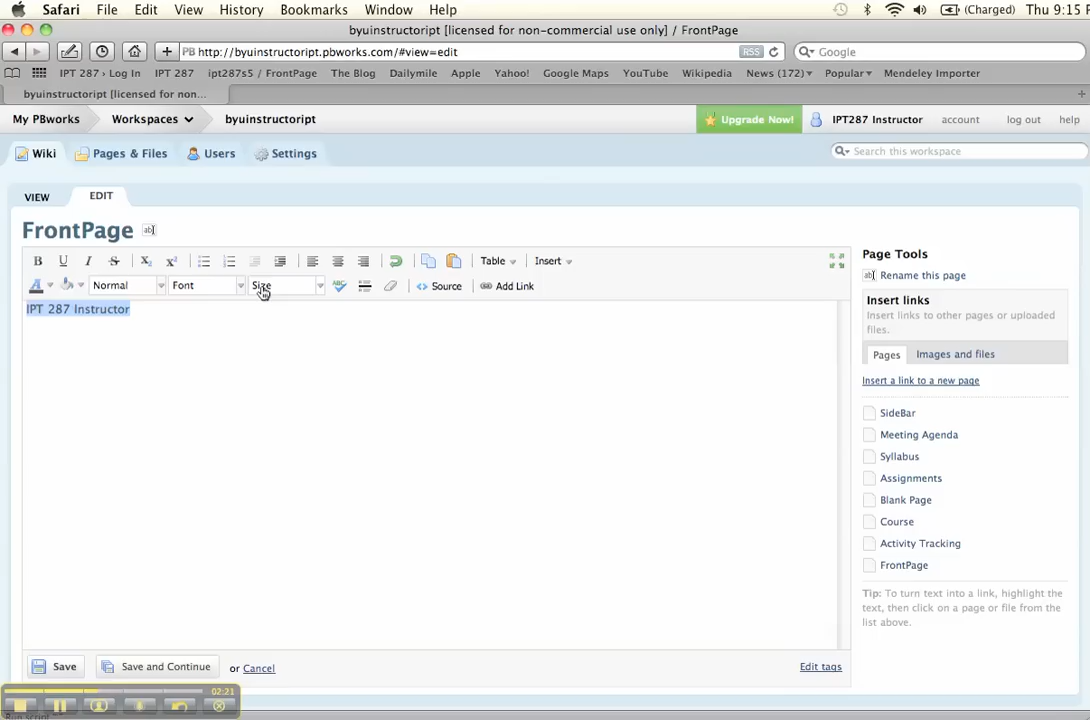 Safari File Edit View History Bookmarks Window Help (Charged) Thu 9:15 P
byuinstructoript [licensed for non-commercial use only] / FrontPage
PB http://byuinstructoript.pbworks.com/#view=edit RSS Google
IPT 287 › Log In IPT 287 ipt287s5 / FrontPage The Blog Dailymile Apple Yahoo! Google Maps YouTube Wikipedia News (172) Popular Mendeley Importer
byuinstructoript [licensed for non...
My PBworks Workspaces byuinstructoript Upgrade Now! IPT287 Instructor account log out help
Wiki Pages & Files Users Settings Search this workspace
VIEW EDIT
FrontPage
B U I S X2 X2 Table Insert
A Normal Font Size ABC Source Add Link
IPT 287 Instructor
Page Tools
Rename this page
Insert links
Insert links to other pages or uploaded
files.
Pages Images and files
Insert a link to a new page
SideBar
Meeting Agenda
Syllabus
Assignments
Blank Page
Course
Activity Tracking
FrontPage
Tip: To turn text into a link, highlight the
text, then click on a page or file from the
list above.
Save Save and Continue or Cancel Edit tags
02:21